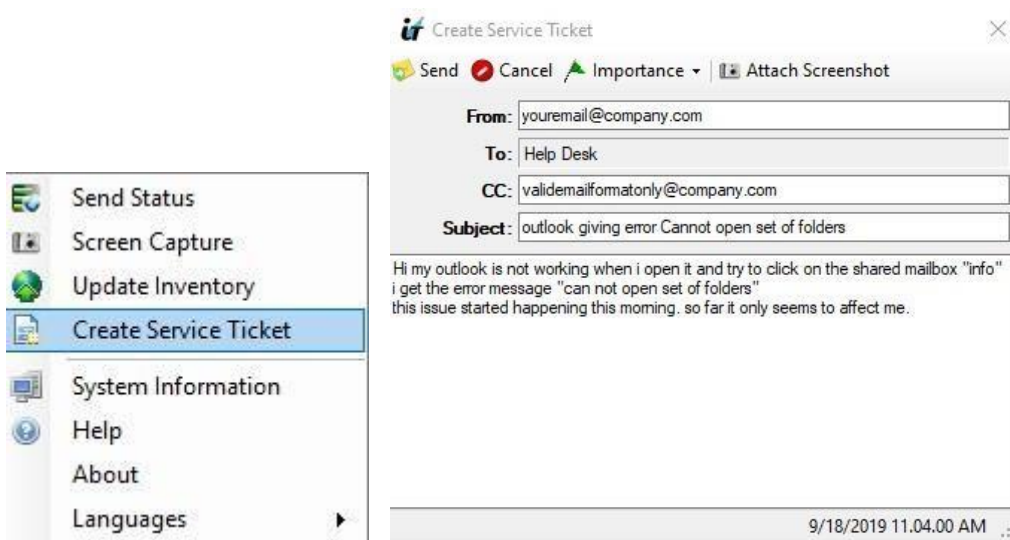 Send Status
Screen Capture
Update Inventory
Create Service Ticket
System Information
Help
About
Languages
it Create Service Ticket
Send Cancel Importance Attach Screenshot
From: youremail@company.com
To: Help Desk
CC: validemailformatonly@company.com
Subject: outlook giving error Cannot open set of folders
Hi my outlook is not working when i open it and try to click on the shared mailbox "info"
i get the error message "can not open set of folders"
this issue started happening this morning. so far it only seems to affect me.
9/18/2019 11.04.00 AM